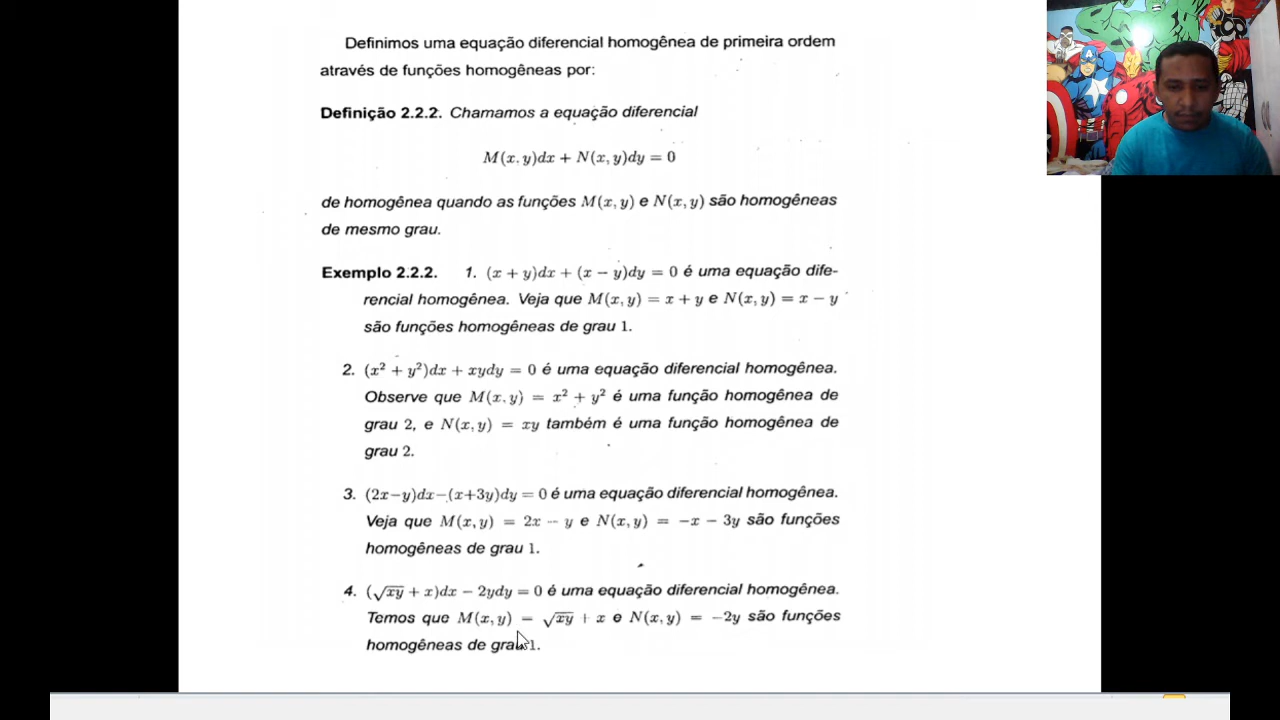 Definimos uma equação diferencial homogênea de primeira ordem
através de funções homogêneas por:
Definição 2.2.2. Chamamos a equação diferencial
M(x, y)dx + N(x, y)dy = 0
de homogênea quando as funções M(x, y) e N(x, y) são homogêneas
de mesmo grau.
Exemplo 2.2.2. 1. (x + y)dx + (x − y)dy = 0 é uma equação dife-
rencial homogênea. Veja que M(x, y) = x + y e N(x, y) = x − y
são funções homogêneas de grau 1.
2. (x² + y²)dx + xydy = 0 é uma equação diferencial homogênea.
Observe que M(x, y) = x² + y² é uma função homogênea de
grau 2, e N(x, y) = xy também é uma função homogênea de
grau 2.
3. (2x−y)dx−(x+3y)dy = 0 é uma equação diferencial homogênea.
Veja que M(x, y) = 2x − y e N(x, y) = −x − 3y são funções
homogêneas de grau 1.
4. (√xy + x)dx − 2ydy = 0 é uma equação diferencial homogênea.
Temos que M(x, y) = √xy + x e N(x, y) = −2y são funções
homogêneas de grau 1.